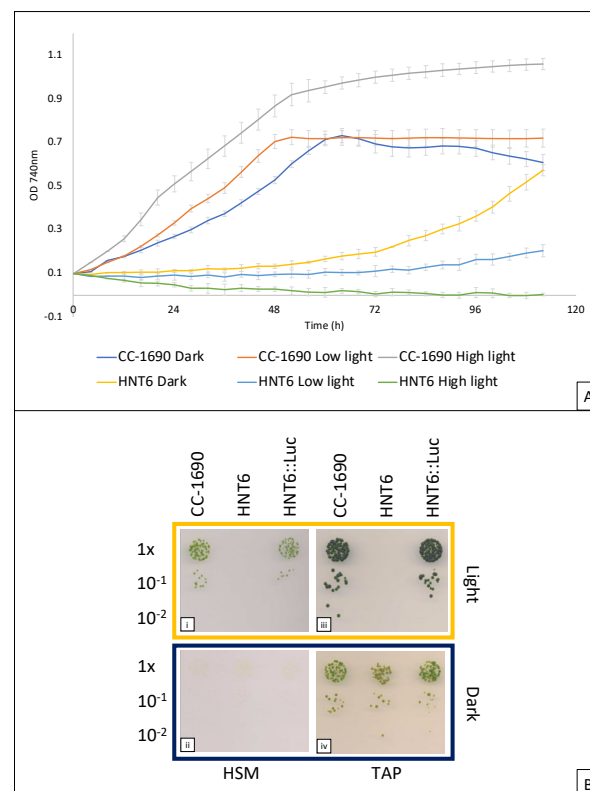 1.1
0.9
0.7
0.5
0.3
0.1
-0.1
OD 740nm
0 24 48 72 96 120
Time (h)
CC-1690 Dark CC-1690 Low light CC-1690 High light
HNT6 Dark HNT6 Low light HNT6 High light
A
CC-1690 HNT6 HNT6::Luc CC-1690 HNT6 HNT6::Luc
1x
10⁻¹
10⁻²
i iii
Light
1x
10⁻¹
10⁻²
ii iv
Dark
HSM TAP
B